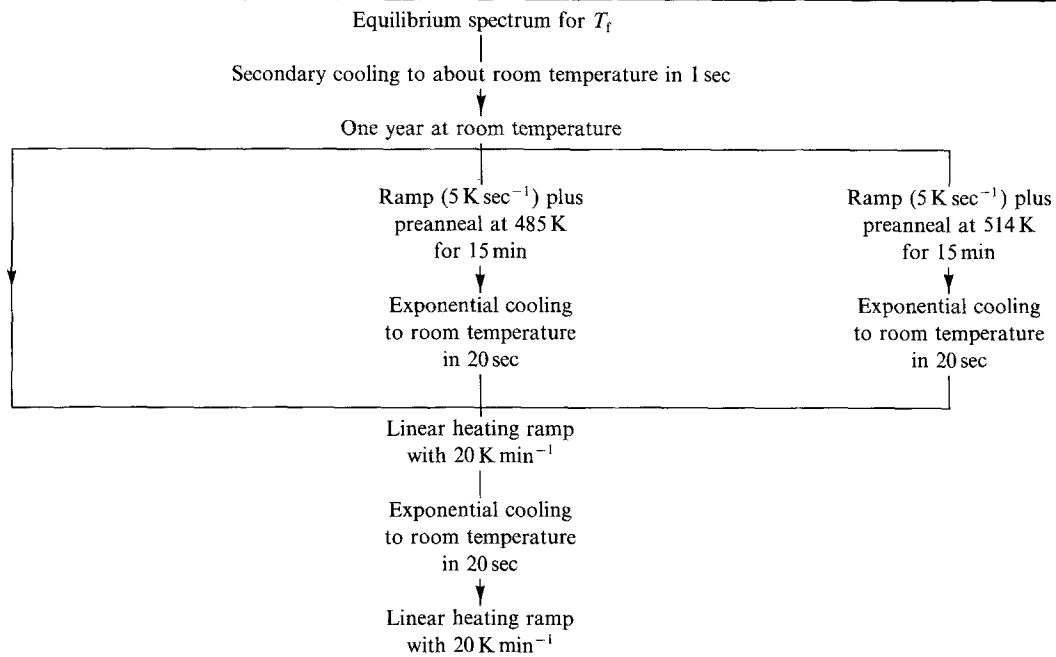 Equilibrium spectrum for T_f
Secondary cooling to about room temperature in 1 sec
One year at room temperature
Ramp (5 K sec⁻¹) plus
preanneal at 485 K
for 15 min
Exponential cooling
to room temperature
in 20 sec
Ramp (5 K sec⁻¹) plus
preanneal at 514 K
for 15 min
Exponential cooling
to room temperature
in 20 sec
Linear heating ramp
with 20 K min⁻¹
Exponential cooling
to room temperature
in 20 sec
Linear heating ramp
with 20 K min⁻¹